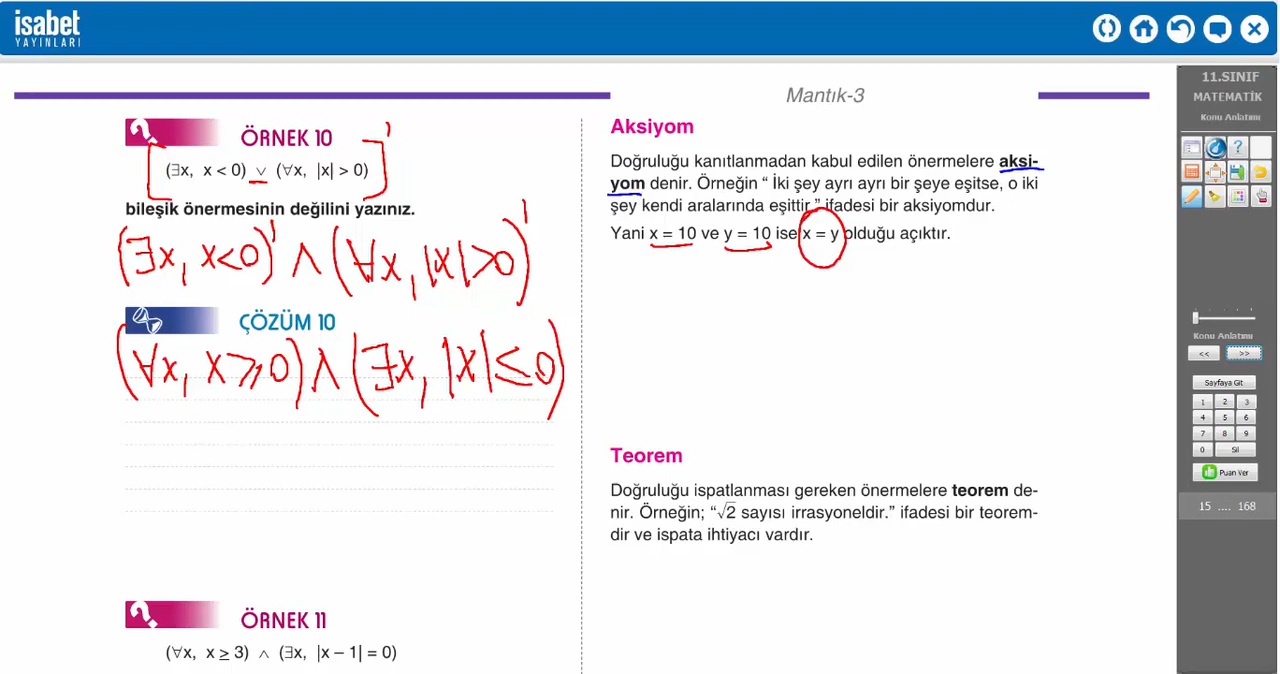 isabet
YAYINLARI
Mantık-3
11.SINIF
MATEMATİK
Konu Anlatımı
ÖRNEK 10
(∃x, x < 0) ∨ (∀x, |x| > 0)
'
bileşik önermesinin değilini yazınız.
(∃x, x<0)' ∧ (∀x, |x|>0)'
ÇÖZÜM 10
(∀x, x⩾0) ∧ (∃x, |x|≤0)
ÖRNEK 11
(∀x, x ≥ 3) ∧ (∃x, |x – 1| = 0)
Aksiyom
Doğruluğu kanıtlanmadan kabul edilen önermelere aksi-
yom denir. Örneğin “ İki şey ayrı ayrı bir şeye eşitse, o iki
şey kendi aralarında eşittir.” ifadesi bir aksiyomdur.
Yani x = 10 ve y = 10 ise x = y olduğu açıktır.
Teorem
Doğruluğu ispatlanması gereken önermelere teorem de-
nir. Örneğin; “√2 sayısı irrasyoneldir.” ifadesi bir teorem-
dir ve ispata ihtiyacı vardır.
?
Konu Anlatımı
<< >>
Sayfaya Git
1 2 3
4 5 6
7 8 9
0 Sil
Puan Ver
15 .... 168